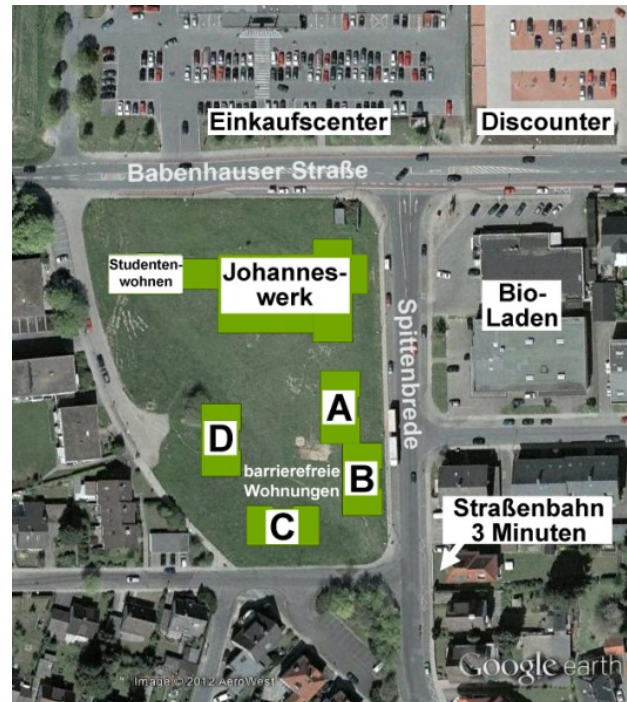 Einkaufscenter
Discounter
Babenhauser Straße
Studenten-
wohnen
Johannes-
werk
Bio-
Laden
Spittenbrede
A
D
B
barrierefreie
Wohnungen
C
Straßenbahn
3 Minuten
Google earth
Image © 2012 AeroWest